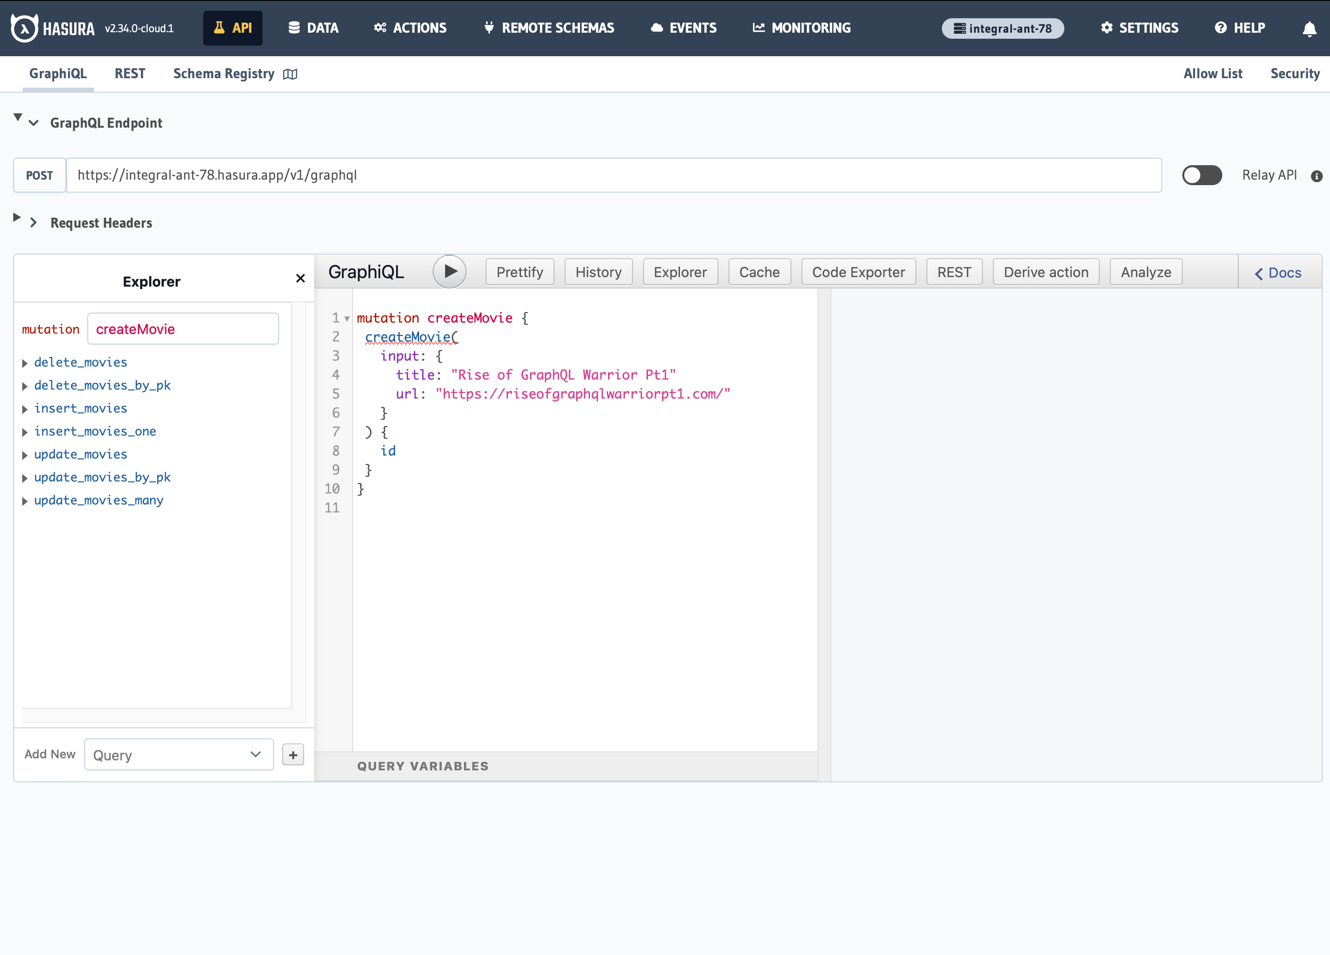 HASURA v2.34.0-cloud.1 API DATA ACTIONS REMOTE SCHEMAS EVENTS MONITORING integral-ant-78 SETTINGS HELP
GraphiQL REST Schema Registry Allow List Security
GraphQL Endpoint
POST https://integral-ant-78.hasura.app/v1/graphql Relay API
Request Headers
Explorer ×
GraphiQL Prettify History Explorer Cache Code Exporter REST Derive action Analyze Docs
mutation createMovie
delete_movies
delete_movies_by_pk
insert_movies
insert_movies_one
update_movies
update_movies_by_pk
update_movies_many
Add New Query +
1 mutation createMovie {
2 createMovie(
3 input: {
4 title: "Rise of GraphQL Warrior Pt1"
5 url: "https://riseofgraphqlwarriorpt1.com/"
6 }
7 ) {
8 id
9 }
10 }
11
QUERY VARIABLES